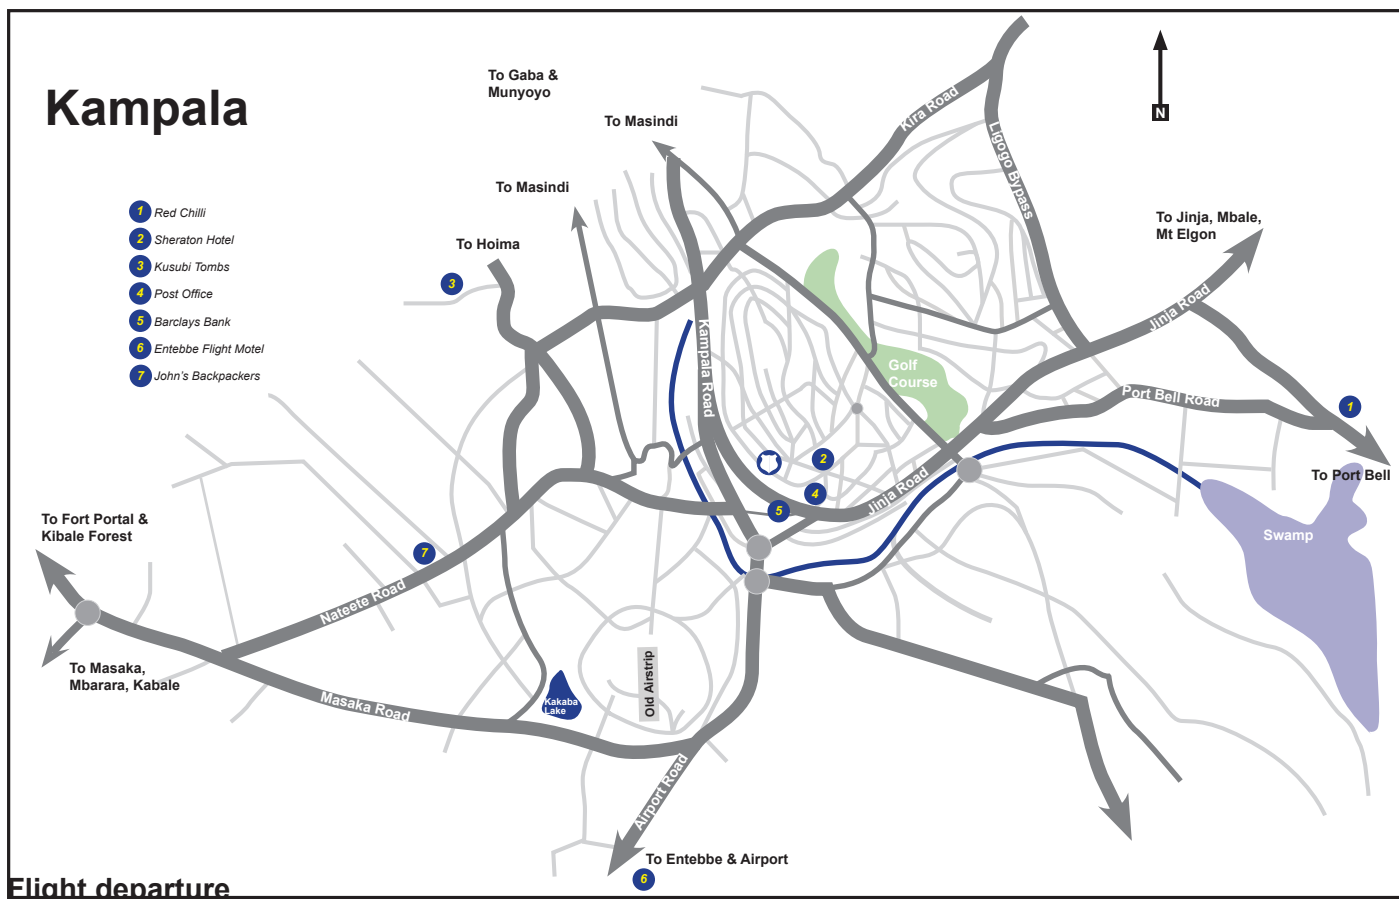 To Gaba &
Munyoyo
Kampala
To Masindi
Kira Road
N
Ligogo Bypass
To Masindi
1 Red Chilli
2 Sheraton Hotel
3 Kusubi Tombs
4 Post Office
5 Barclays Bank
6 Entebbe Flight Motel
7 John's Backpackers
To Hoima
3
To Jinja, Mbale,
Mt Elgon
Jinja Road
Kampala Road
Golf
Course
Port Bell Road
1
To Port Bell
2
4
5
Jinja Road
Swamp
To Fort Portal &
Kibale Forest
7
Nateete Road
To Masaka,
Mbarara, Kabale
Masaka Road
Kakaba
Lake
Old Airstrip
Airport Road
To Entebbe & Airport
6
Flight departure